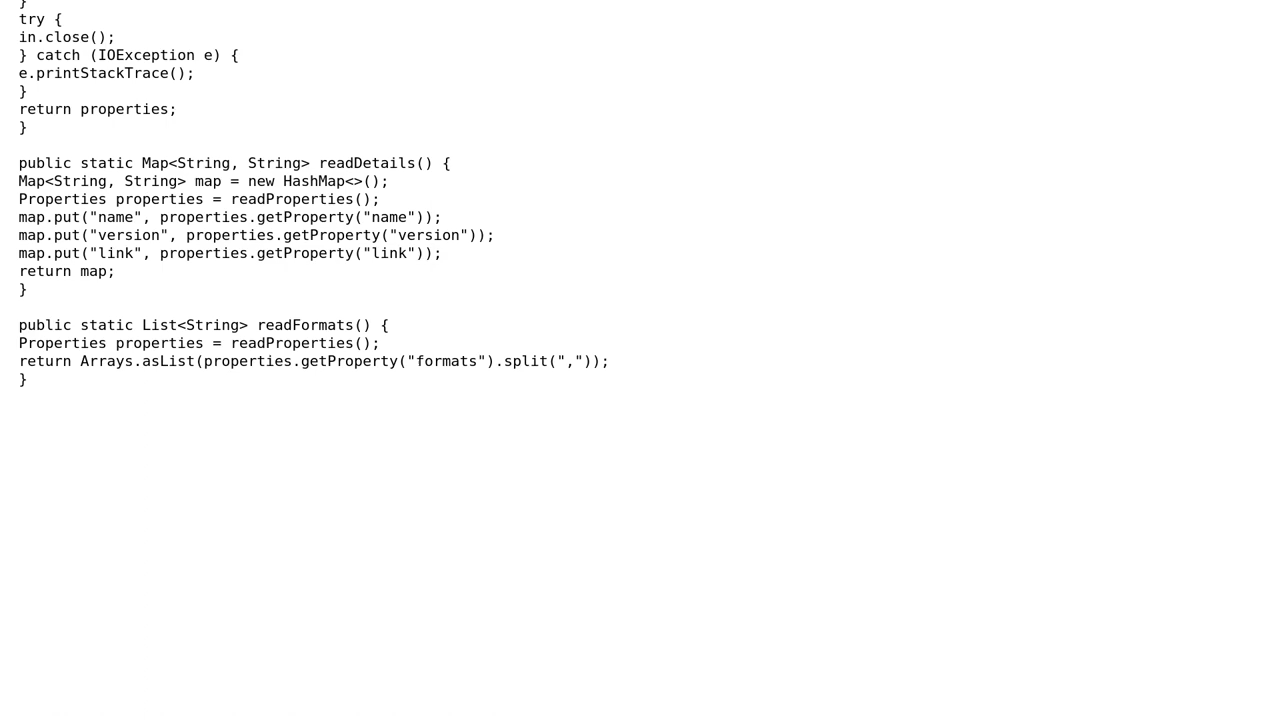 }
try {
in.close();
} catch (IOException e) {
e.printStackTrace();
}
return properties;
}

public static Map<String, String> readDetails() {
Map<String, String> map = new HashMap<>();
Properties properties = readProperties();
map.put("name", properties.getProperty("name"));
map.put("version", properties.getProperty("version"));
map.put("link", properties.getProperty("link"));
return map;
}

public static List<String> readFormats() {
Properties properties = readProperties();
return Arrays.asList(properties.getProperty("formats").split(","));
}